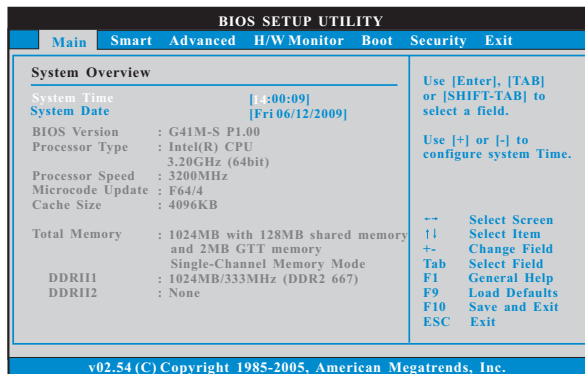 BIOS SETUP UTILITY
Main Smart Advanced H/W Monitor Boot Security Exit
System Overview
System Time [14:00:09]
System Date [Fri 06/12/2009]
BIOS Version : G41M-S P1.00
Processor Type : Intel(R) CPU
3.20GHz (64bit)
Processor Speed : 3200MHz
Microcode Update : F64/4
Cache Size : 4096KB
Total Memory : 1024MB with 128MB shared memory
and 2MB GTT memory
Single-Channel Memory Mode
DDRII1 : 1024MB/333MHz (DDR2 667)
DDRII2 : None
Use [Enter], [TAB]
or [SHIFT-TAB] to
select a field.
Use [+] or [-] to
configure system Time.
←→ Select Screen
↑↓ Select Item
+- Change Field
Tab Select Field
F1 General Help
F9 Load Defaults
F10 Save and Exit
ESC Exit
v02.54 (C) Copyright 1985-2005, American Megatrends, Inc.